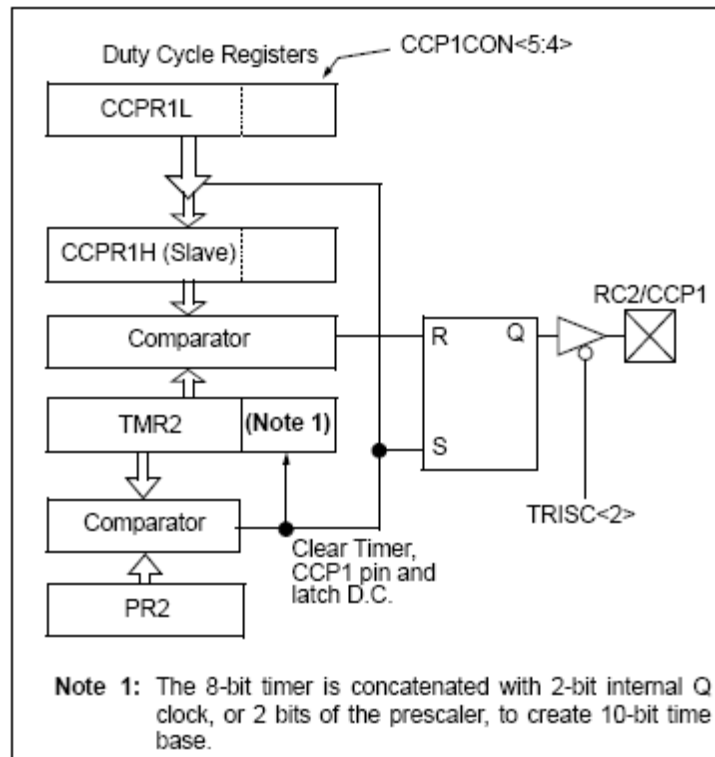 Duty Cycle Registers
CCP1CON<5:4>
CCPR1L
CCPR1H (Slave)
Comparator
RC2/CCP1
R
Q
TMR2
(Note 1)
S
Comparator
TRISC<2>
Clear Timer,
CCP1 pin and
latch D.C.
PR2
Note 1: The 8-bit timer is concatenated with 2-bit internal Q
clock, or 2 bits of the prescaler, to create 10-bit time
base.